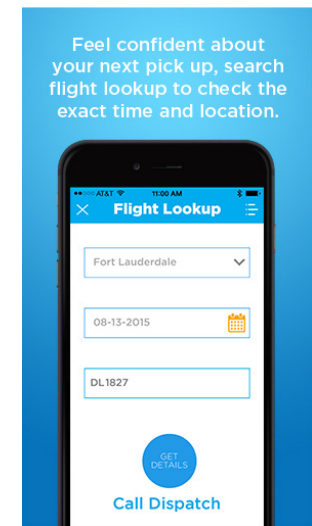 Feel confident about
your next pick up, search
flight lookup to check the
exact time and location.
AT&T 11:00 AM
Flight Lookup
Fort Lauderdale
08-13-2015
DL1827
GET
DETAILS
Call Dispatch